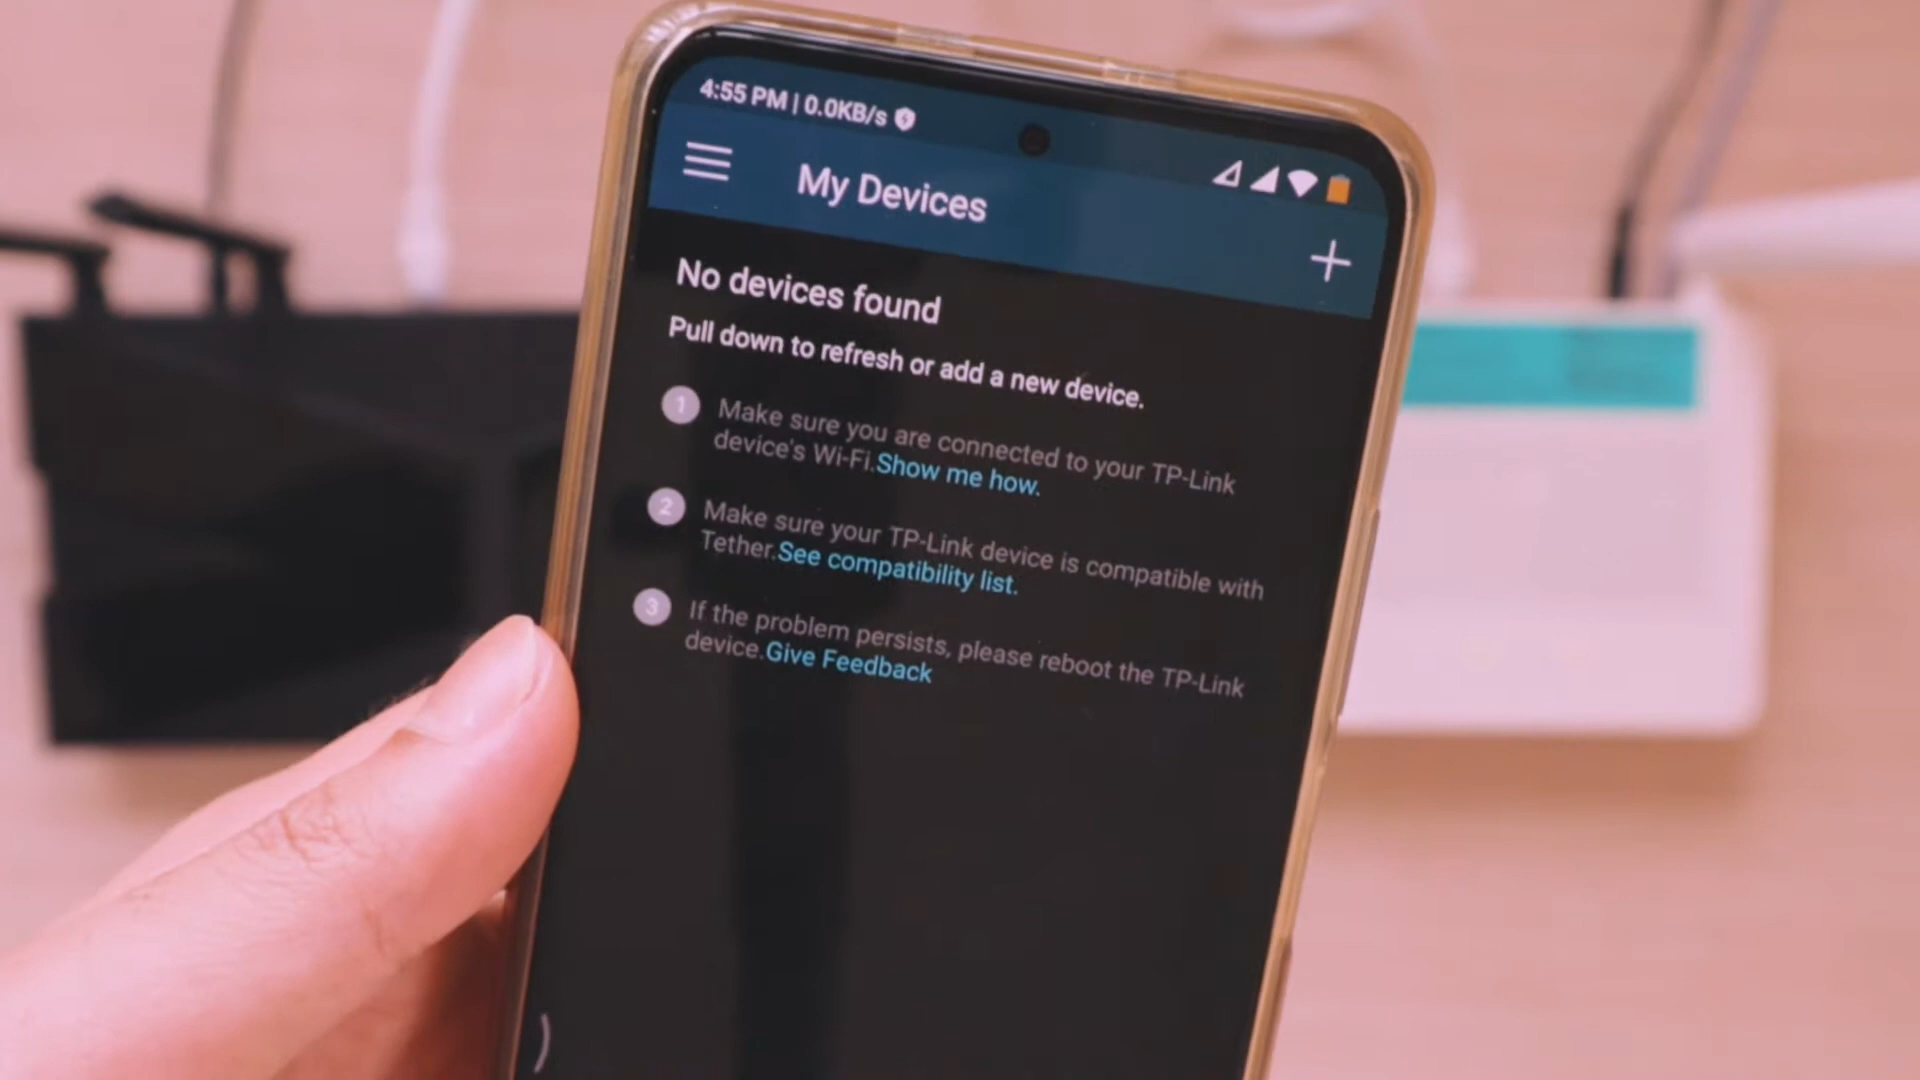 4:55 PM | 0.0KB/s
My Devices
No devices found
Pull down to refresh or add a new device.
1 Make sure you are connected to your TP-Link
device's Wi-Fi.Show me how.
2 Make sure your TP-Link device is compatible with
Tether.See compatibility list.
3 If the problem persists, please reboot the TP-Link
device.Give Feedback